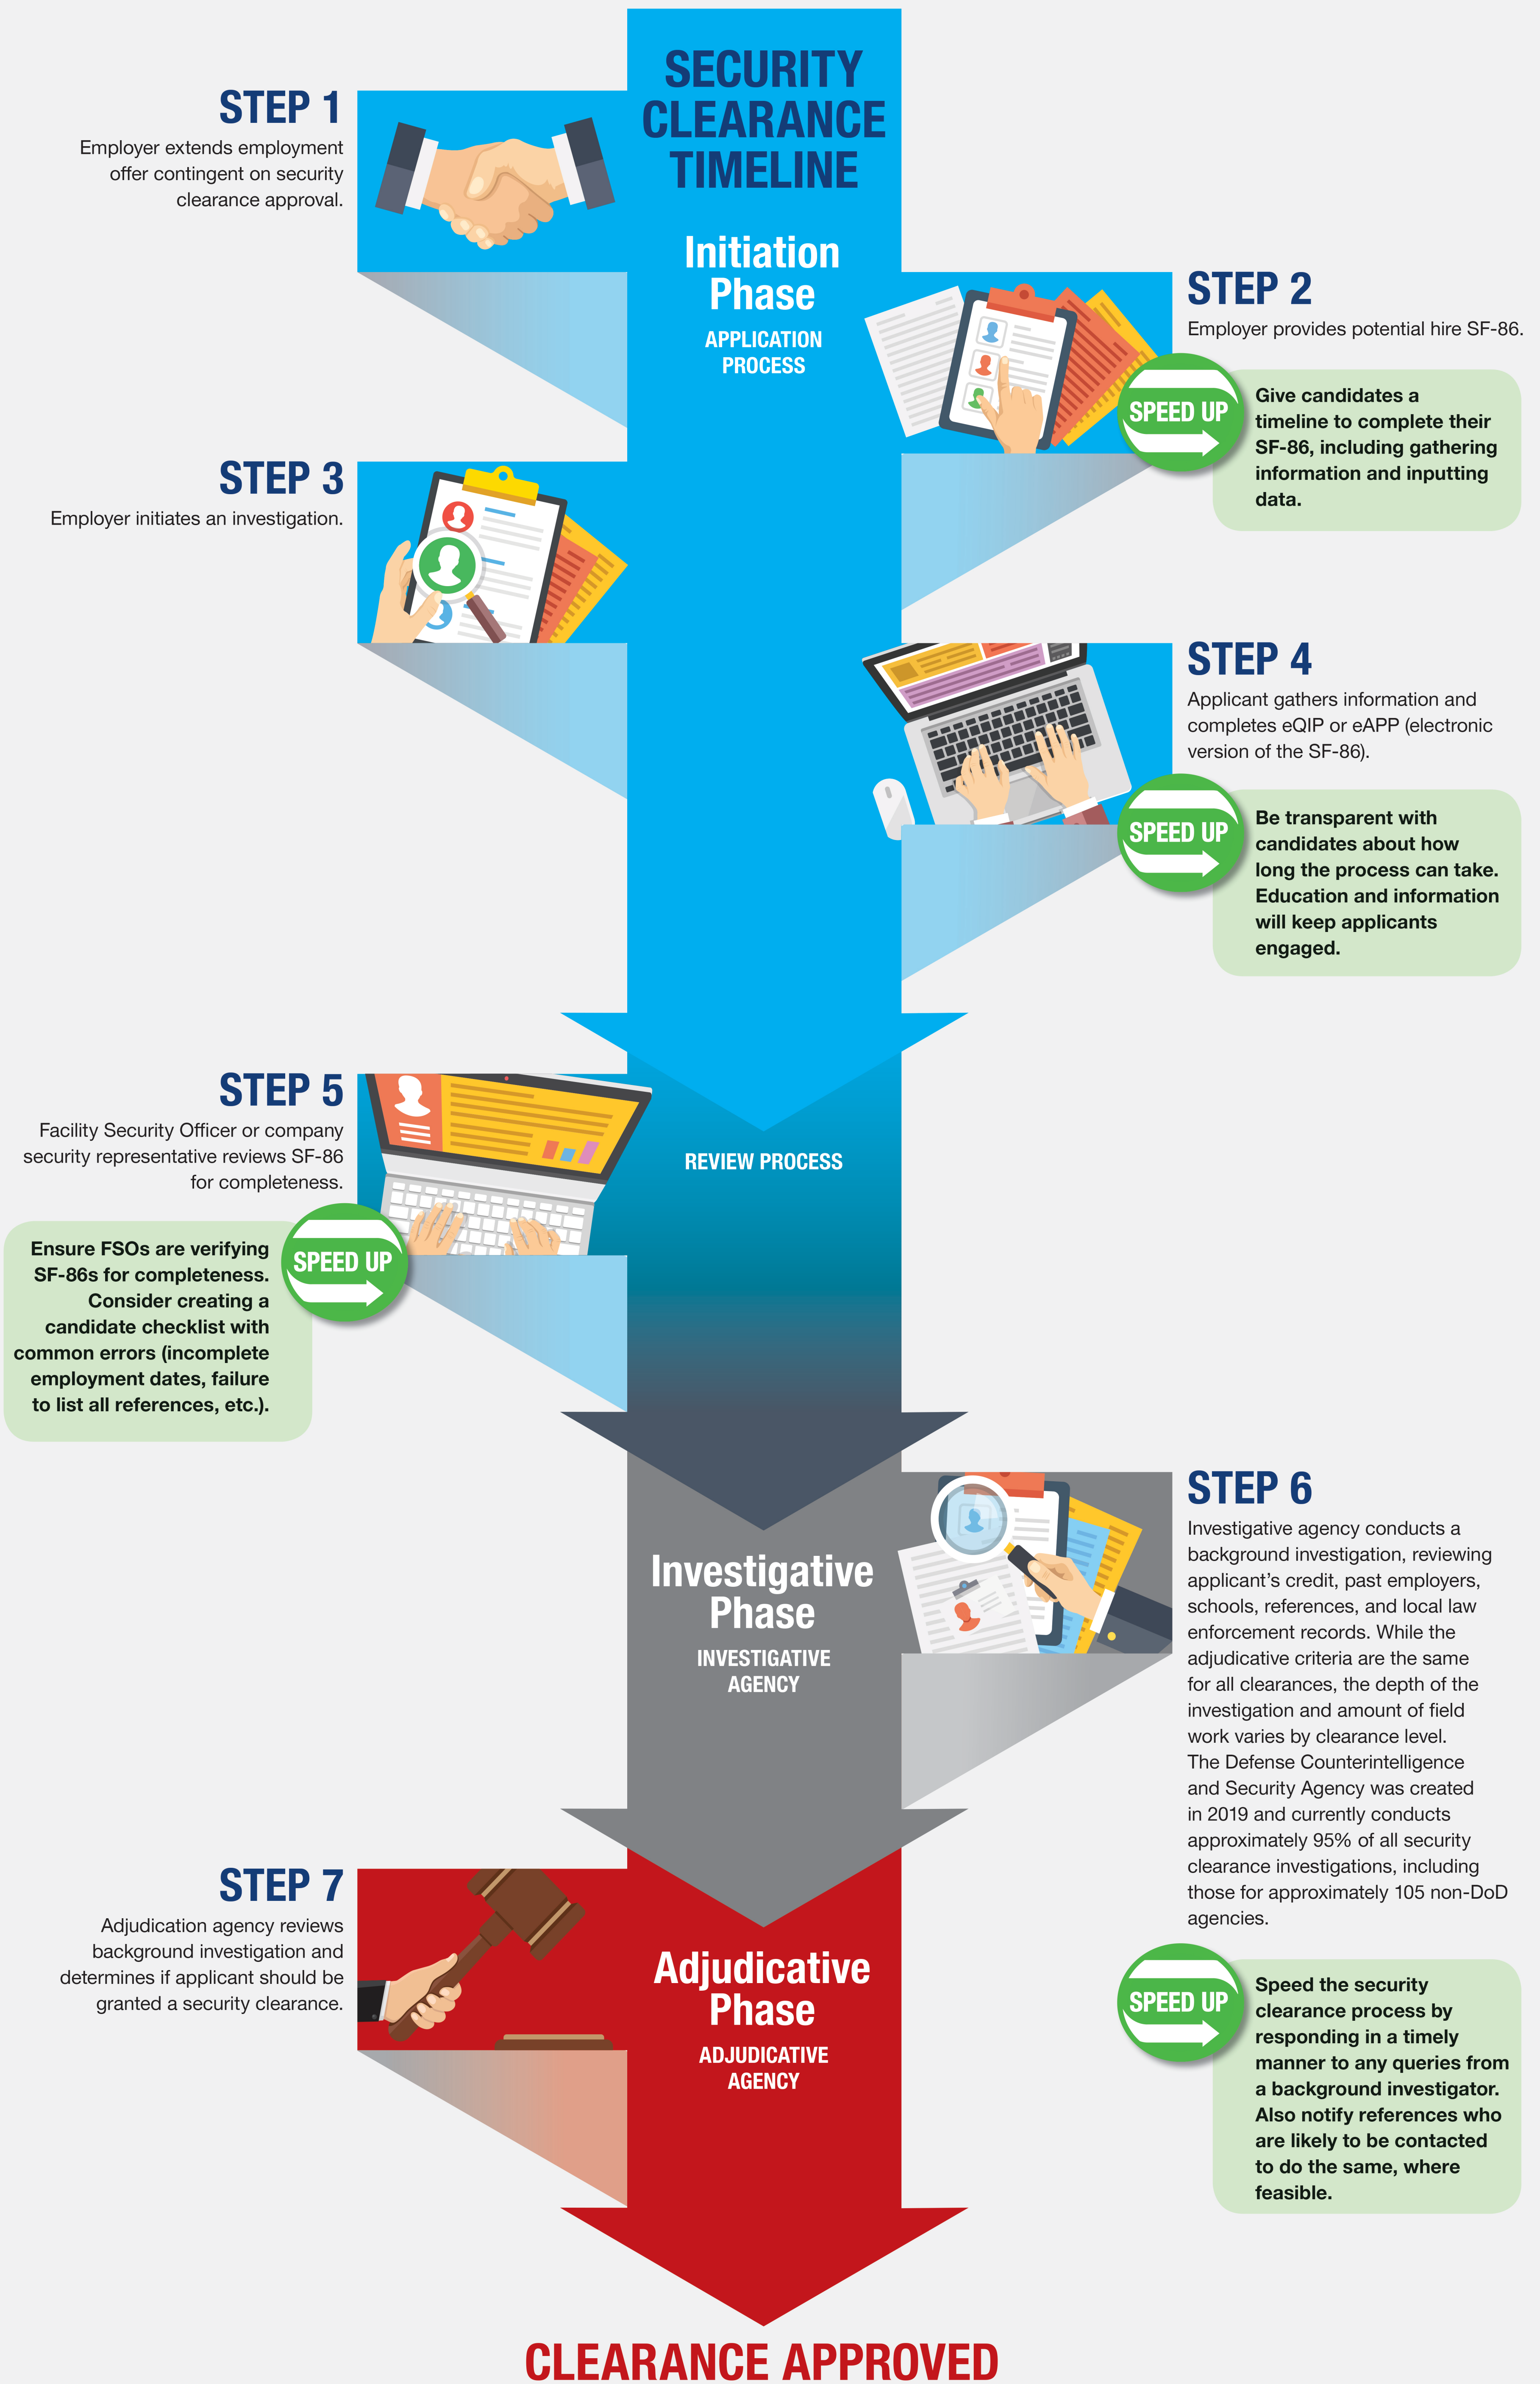 SECURITY
CLEARANCE
TIMELINE
Initiation
Phase
APPLICATION
PROCESS
STEP 1
Employer extends employment
offer contingent on security
clearance approval.
STEP 2
Employer provides potential hire SF-86.
SPEED UP
Give candidates a
timeline to complete their
SF-86, including gathering
information and inputting
data.
STEP 3
Employer initiates an investigation.
STEP 4
Applicant gathers information and
completes eQIP or eAPP (electronic
version of the SF-86).
SPEED UP
Be transparent with
candidates about how
long the process can take.
Education and information
will keep applicants
engaged.
REVIEW PROCESS
STEP 5
Facility Security Officer or company
security representative reviews SF-86
for completeness.
SPEED UP
Ensure FSOs are verifying
SF-86s for completeness.
Consider creating a
candidate checklist with
common errors (incomplete
employment dates, failure
to list all references, etc.).
Investigative
Phase
INVESTIGATIVE
AGENCY
STEP 6
Investigative agency conducts a
background investigation, reviewing
applicant's credit, past employers,
schools, references, and local law
enforcement records. While the
adjudicative criteria are the same
for all clearances, the depth of the
investigation and amount of field
work varies by clearance level.
The Defense Counterintelligence
and Security Agency was created
in 2019 and currently conducts
approximately 95% of all security
clearance investigations, including
those for approximately 105 non-DoD
agencies.
SPEED UP
Speed the security
clearance process by
responding in a timely
manner to any queries from
a background investigator.
Also notify references who
are likely to be contacted
to do the same, where
feasible.
STEP 7
Adjudication agency reviews
background investigation and
determines if applicant should be
granted a security clearance.
Adjudicative
Phase
ADJUDICATIVE
AGENCY
CLEARANCE APPROVED